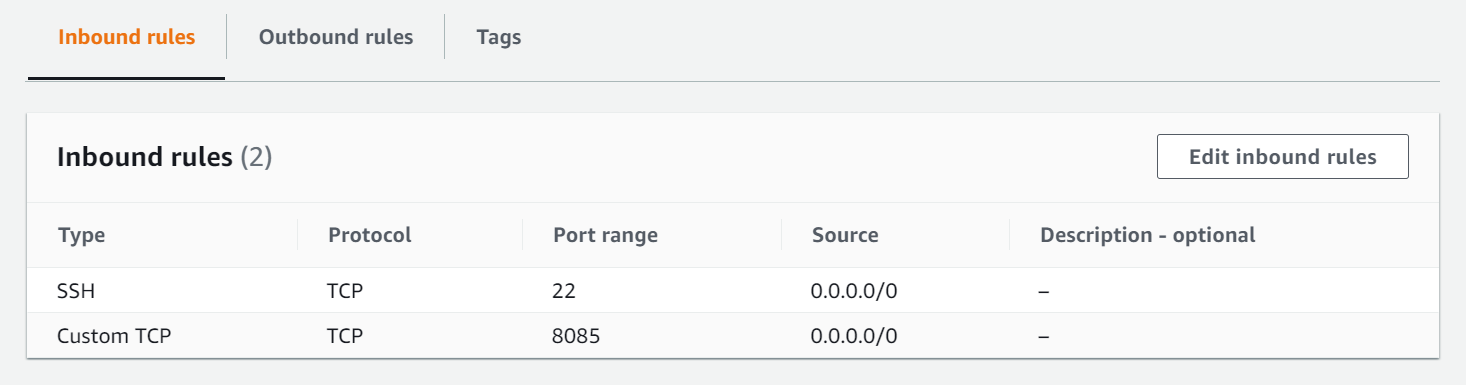 Inbound rules Outbound rules Tags
Inbound rules (2) Edit inbound rules
Type Protocol Port range Source Description - optional
SSH TCP 22 0.0.0.0/0 –
Custom TCP TCP 8085 0.0.0.0/0 –